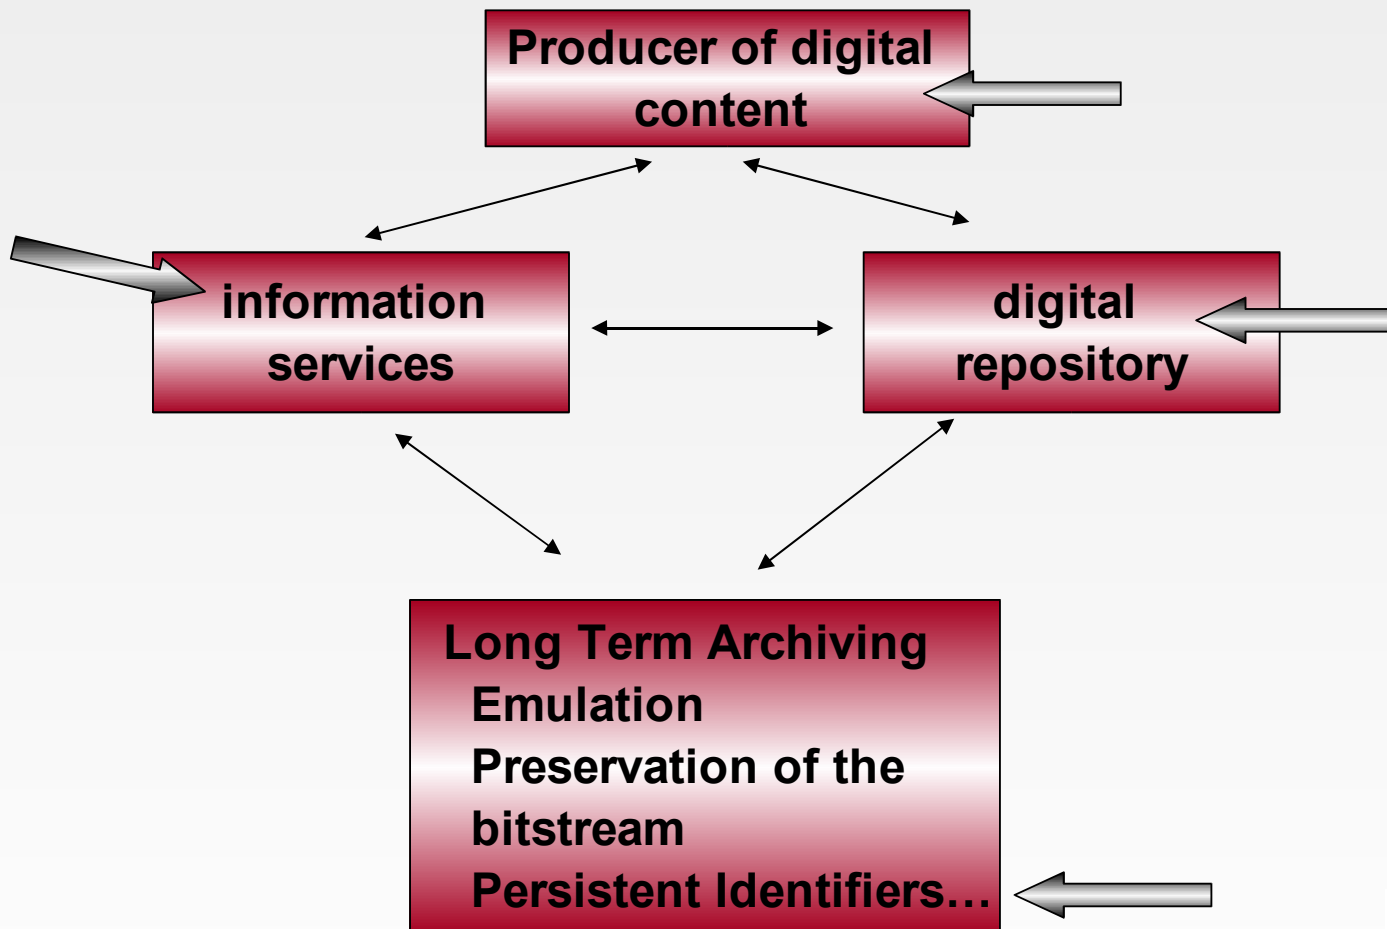 Producer of digital
content
information
services
digital
repository
Long Term Archiving
Emulation
Preservation of the
bitstream
Persistent Identifiers…